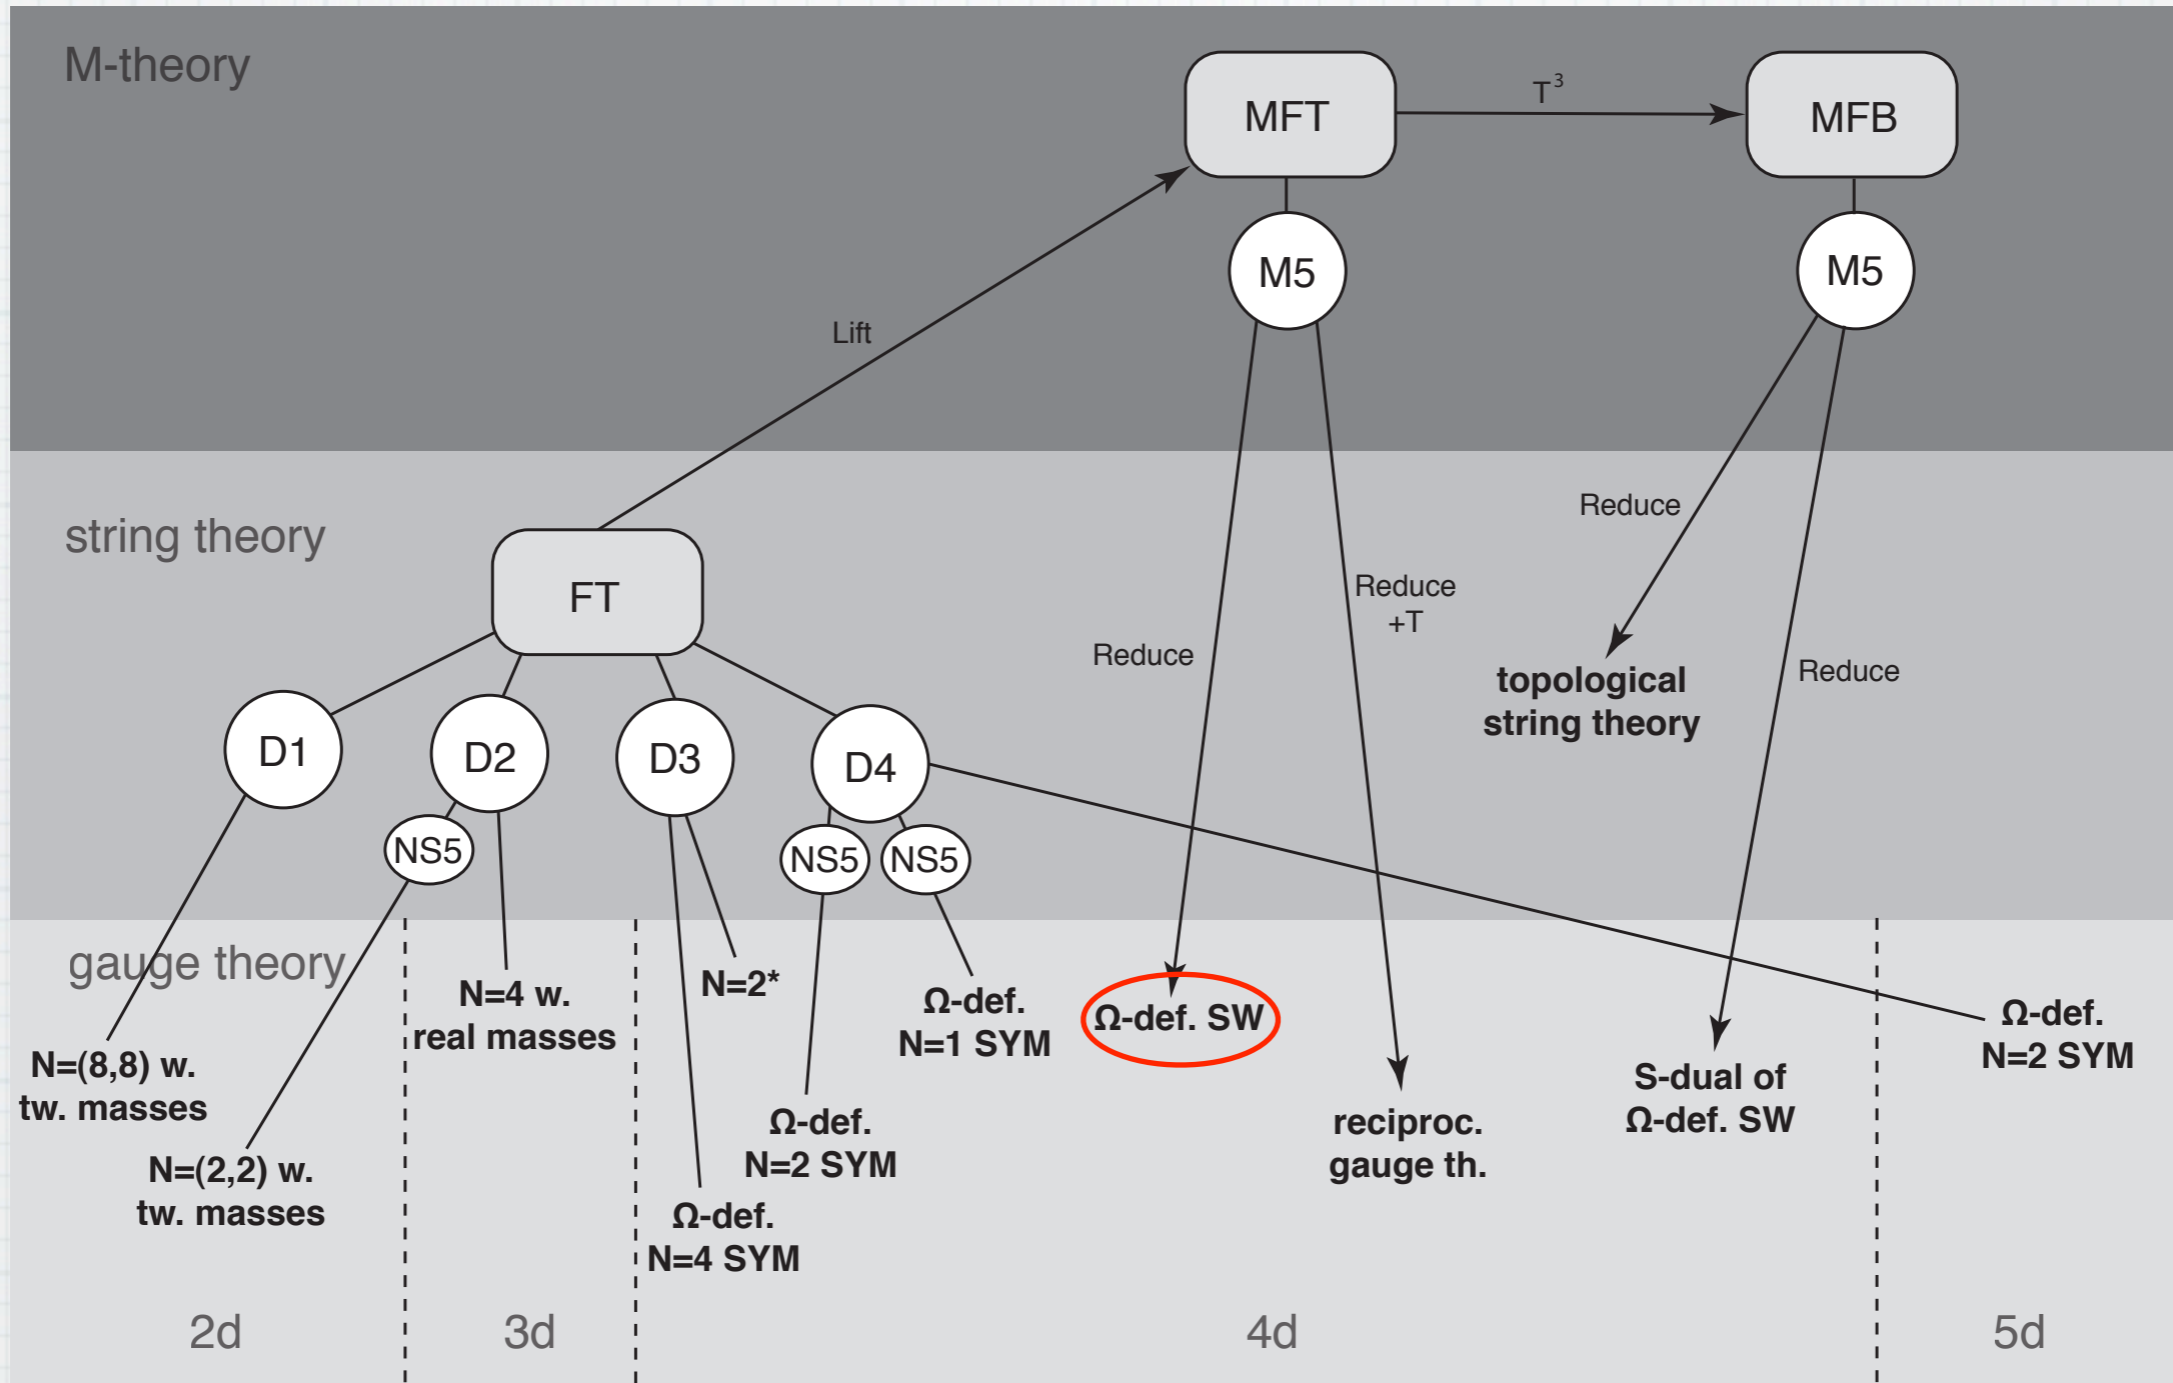 M-theory
MFT
T³
MFB
M5
M5
Lift
string theory
Reduce
FT
Reduce
+T
Reduce
Reduce
topological
string theory
D1
D2
D3
D4
NS5
NS5
NS5
gauge theory
N=2*
N=4 w.
real masses
Ω-def.
N=1 SYM
Ω-def. SW
Ω-def.
N=2 SYM
N=(8,8) w.
tw. masses
S-dual of
Ω-def. SW
Ω-def.
N=2 SYM
reciproc.
gauge th.
N=(2,2) w.
tw. masses
Ω-def.
N=4 SYM
2d
3d
4d
5d